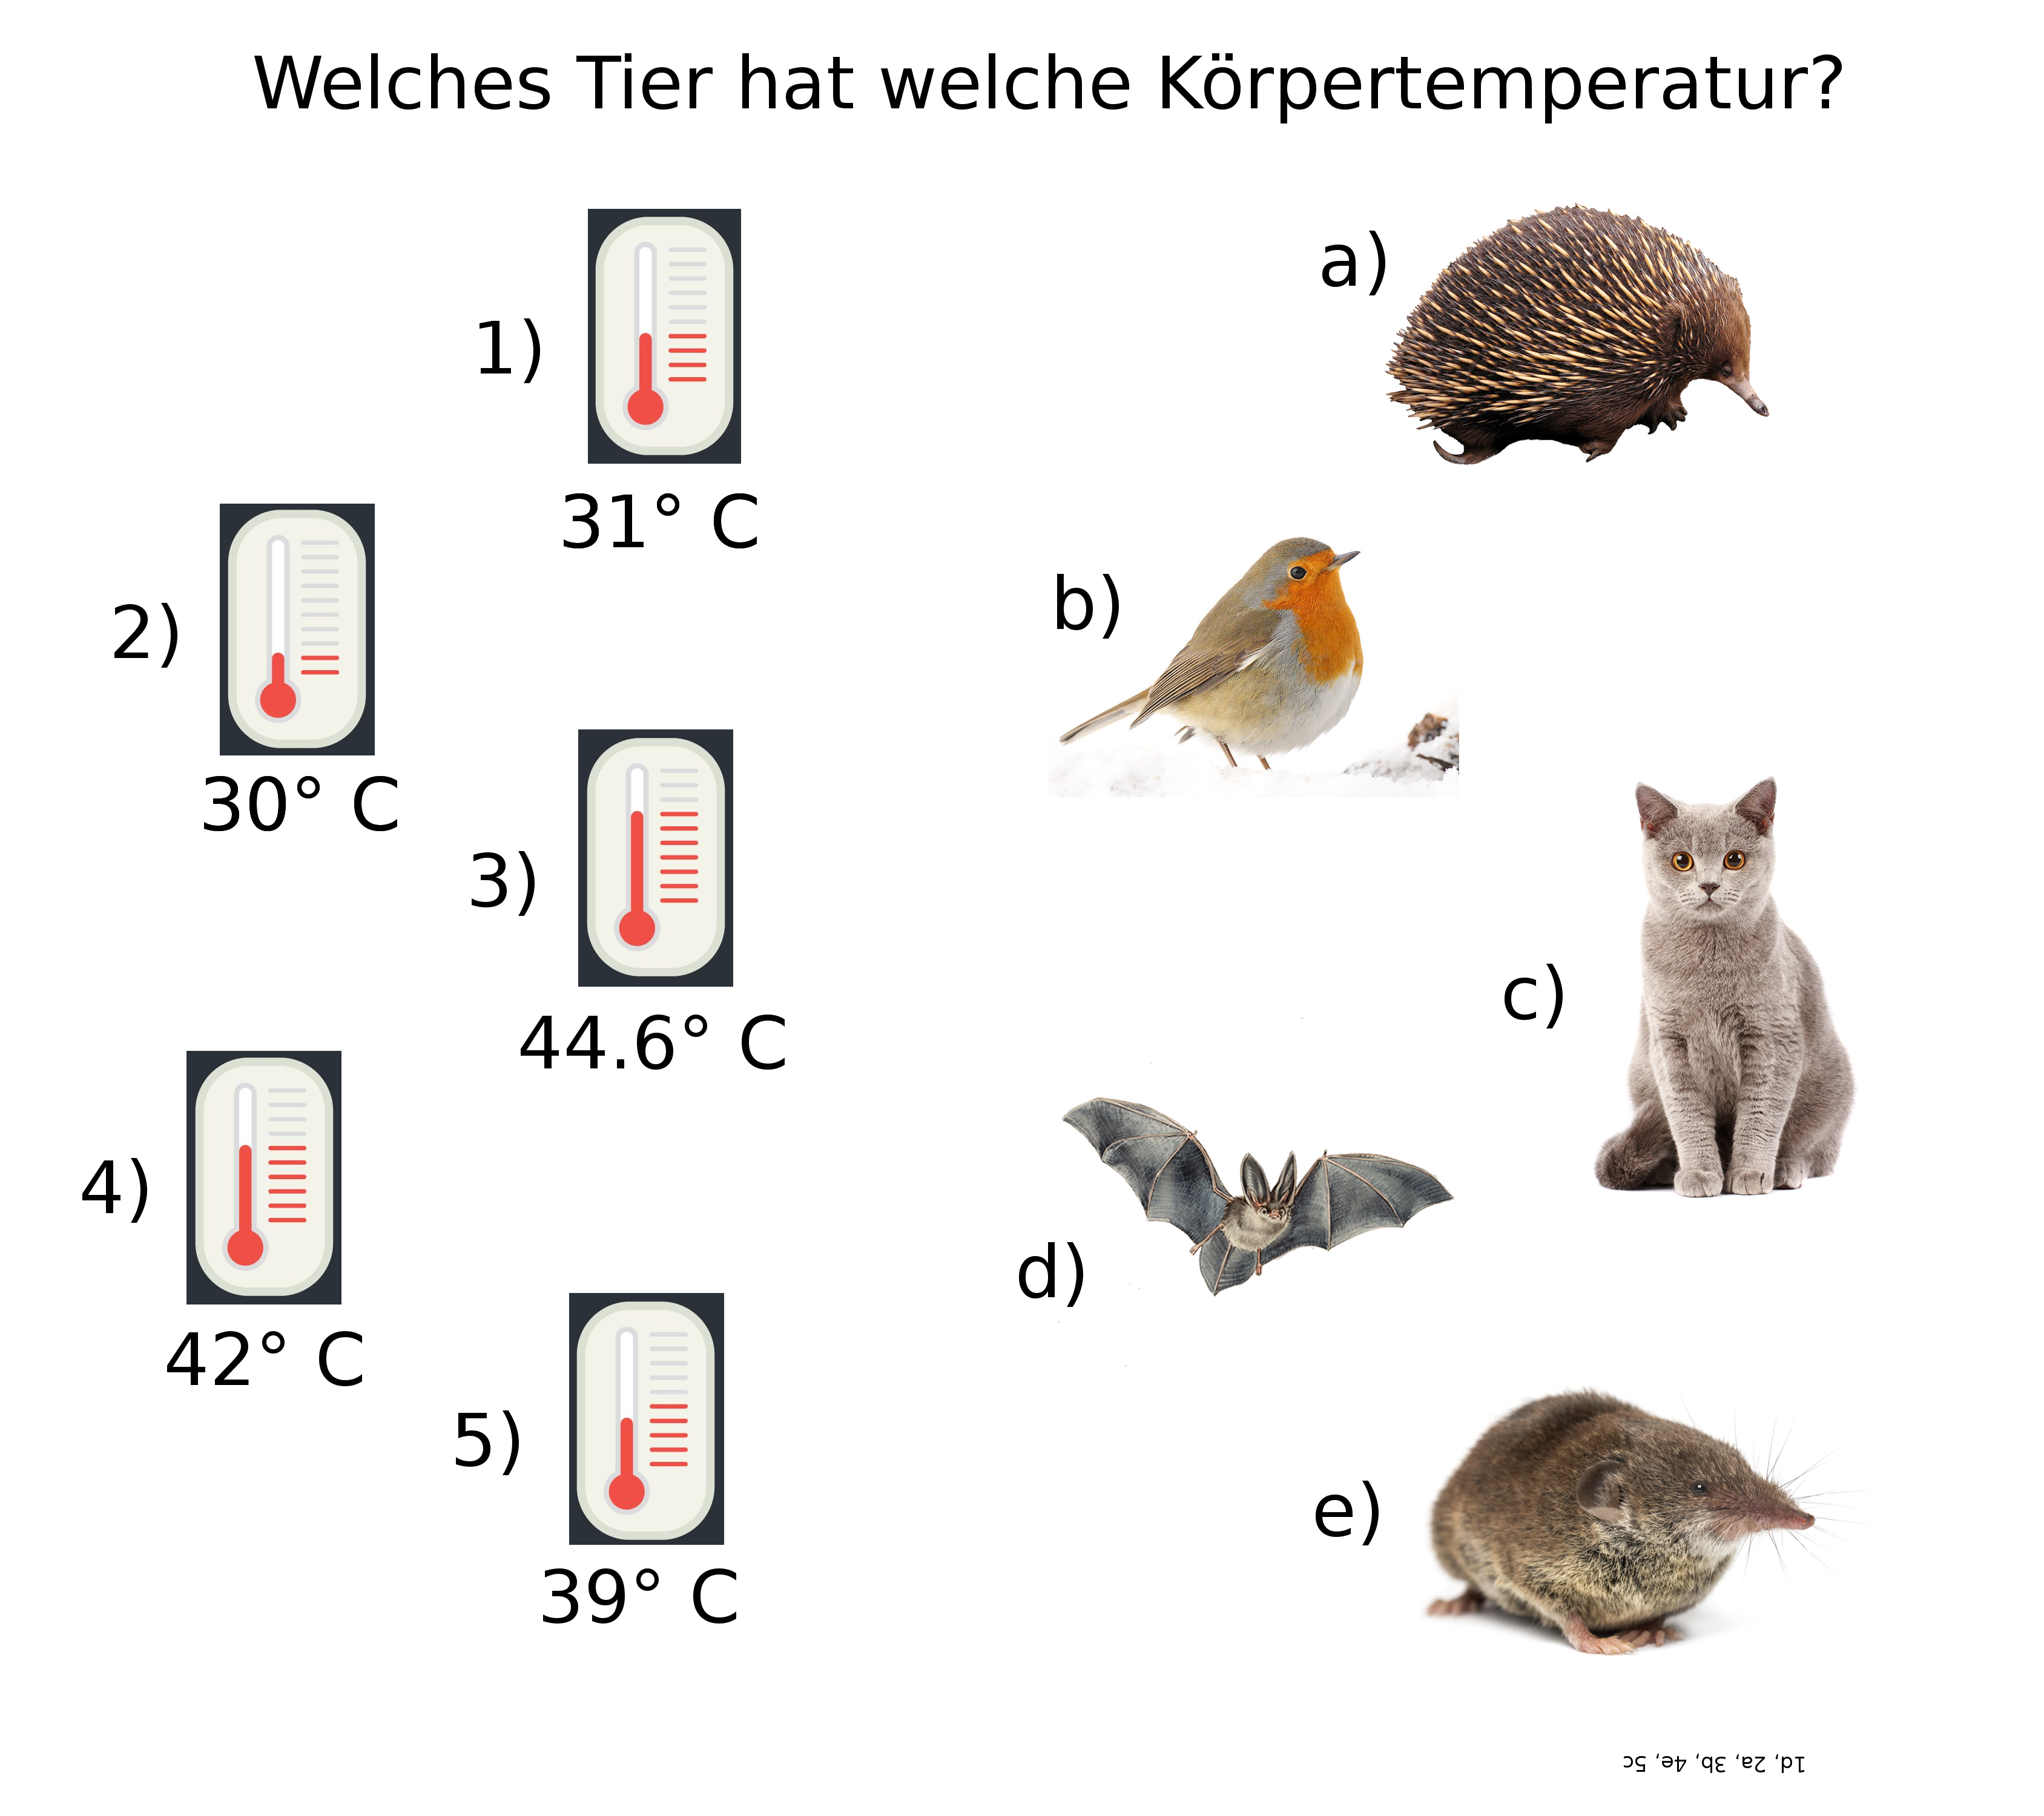 Welches Tier hat welche Körpertemperatur?
1)
31° C
2)
30° C
3)
44.6° C
4)
42° C
5)
39° C
a)
b)
c)
d)
e)
1d, 2a, 3b, 4e, 5c